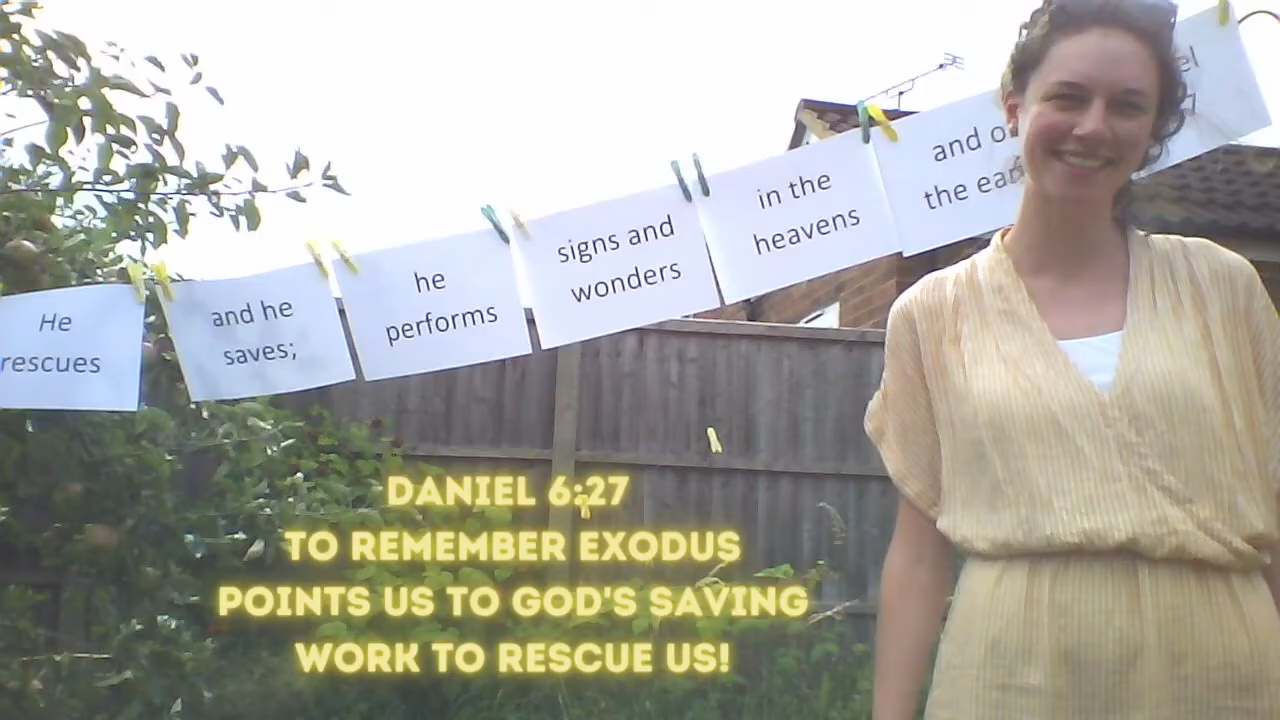 He
rescues
and he
saves;
he
performs
signs and
wonders
in the
heavens
and
the
DANIEL 6:27
TO REMEMBER EXODUS
POINTS US TO GOD'S SAVING
WORK TO RESCUE US!